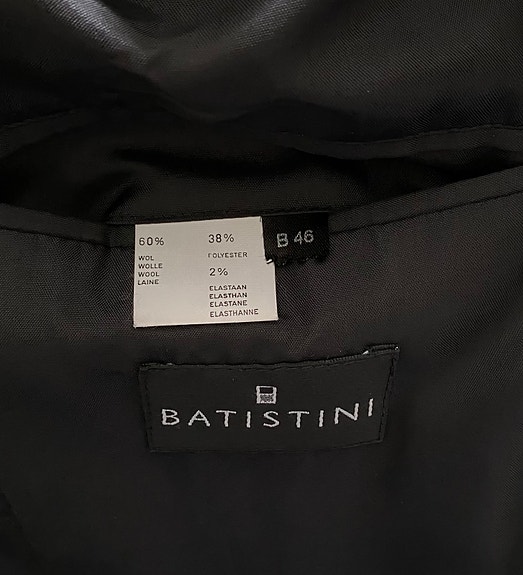 60%
WOL
WOLLE
WOOL
LAINE
38%
POLYESTER
2%
ELASTAAN
ELASTHAN
ELASTANE
ELASTHANNE
B 46
BATISTINI